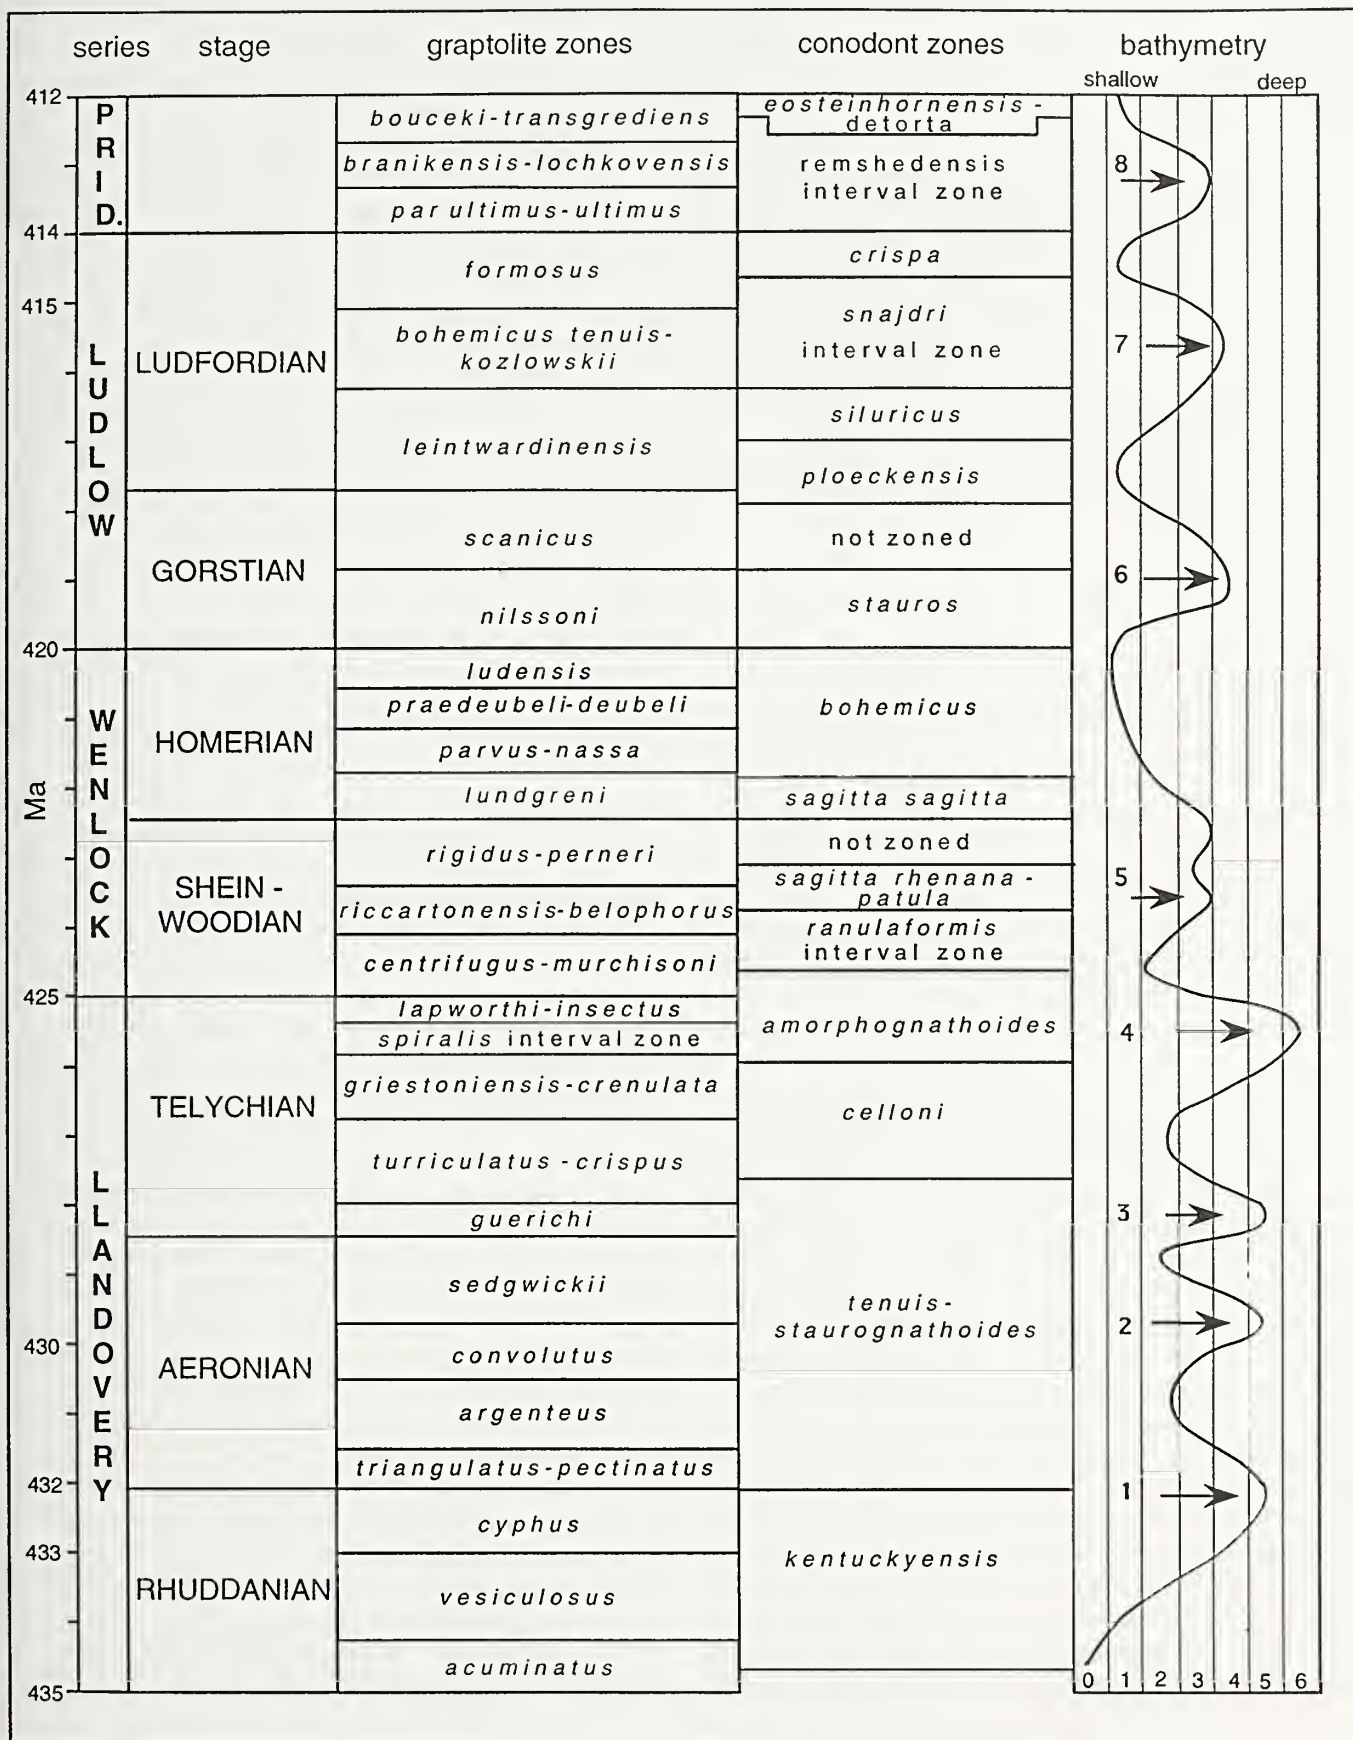 series stage graptolite zones conodont zones bathymetry
shallow deep
412
414
415
420
425
430
432
433
435
Ma
PRID.
LUDLOW
WENLOCK
LLANDOVERY
LUDFORDIAN
GORSTIAN
HOMERIAN
SHEIN -
WOODIAN
TELYCHIAN
AERONIAN
RHUDDANIAN
bouceki-transgrediens
branikensis-lochkovensis
par ultimus-ultimus
formosus
bohemicus tenuis-
kozlowskii
leintwardinensis
scanicus
nilssoni
ludensis
praedeubeli-deubeli
parvus-nassa
lundgreni
rigidus-perneri
riccartonensis-belophorus
centrifugus-murchisoni
lapworthi-insectus
spiralis interval zone
griestoniensis-crenulata
turriculatus -crispus
guerichi
sedgwickii
convolutus
argenteus
triangulatus-pectinatus
cyphus
vesiculosus
acuminatus
eosteinhornensis -
detorta
remshedensis
interval zone
crispa
snajdri
interval zone
siluricus
ploeckensis
not zoned
stauros
bohemicus
sagitta sagitta
not zoned
sagitta rhenana -
patula
ranulaformis
interval zone
amorphognathoides
celloni
tenuis-
staurognathoides
kentuckyensis
8
7
6
5
4
3
2
1
0 1 2 3 4 5 6